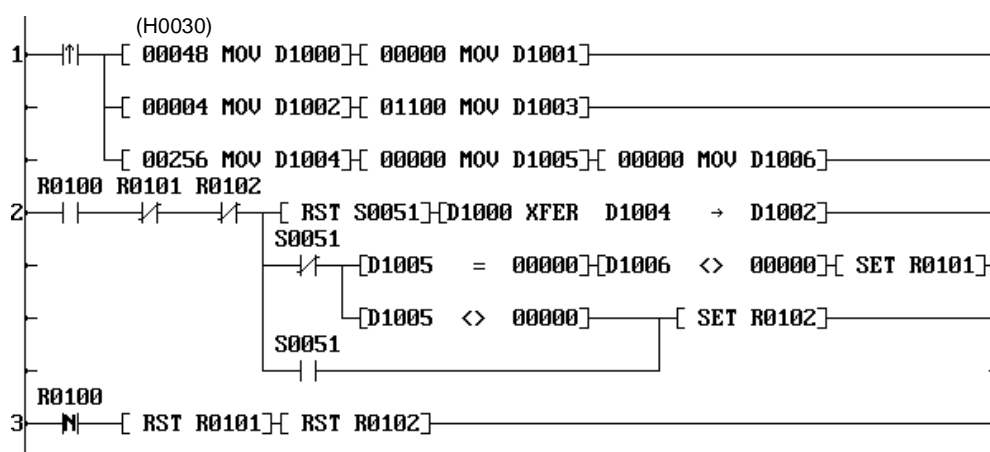 (H0030)
1 [ 00048 MOV D1000] [ 00000 MOV D1001]
[ 00004 MOV D1002] [ 01100 MOV D1003]
[ 00256 MOV D1004] [ 00000 MOV D1005] [ 00000 MOV D1006]
R0100 R0101 R0102
2 [ RST S0051] [D1000 XFER D1004 → D1002]
S0051
[D1005 = 00000] [D1006 <> 00000] [ SET R0101]
[D1005 <> 00000] [ SET R0102]
S0051
R0100
3 N [ RST R0101] [ RST R0102]